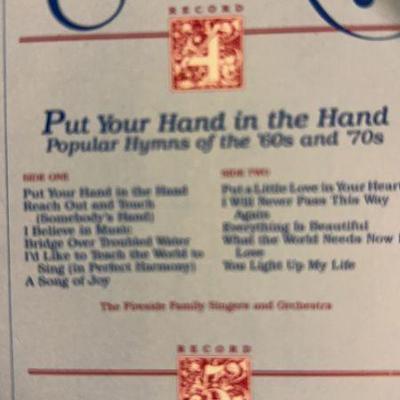 RECORD
4
Put Your Hand in the Hand
Popular Hymns of the '60s and '70s
SIDE ONE
Put Your Hand in the Hand
Reach Out and Touch
(Somebody's Hand)
I Believe in Music
Bridge Over Troubled Water
I'd Like to Teach the World to
Sing (in Perfect Harmony)
A Song of Joy
SIDE TWO
Put a Little Love in Your Heart
I Will Never Pass This Way
Again
Everything Is Beautiful
What the World Needs Now I
Love
You Light Up My Life
The Fireside Family Singers and Orchestra
RECORD
5